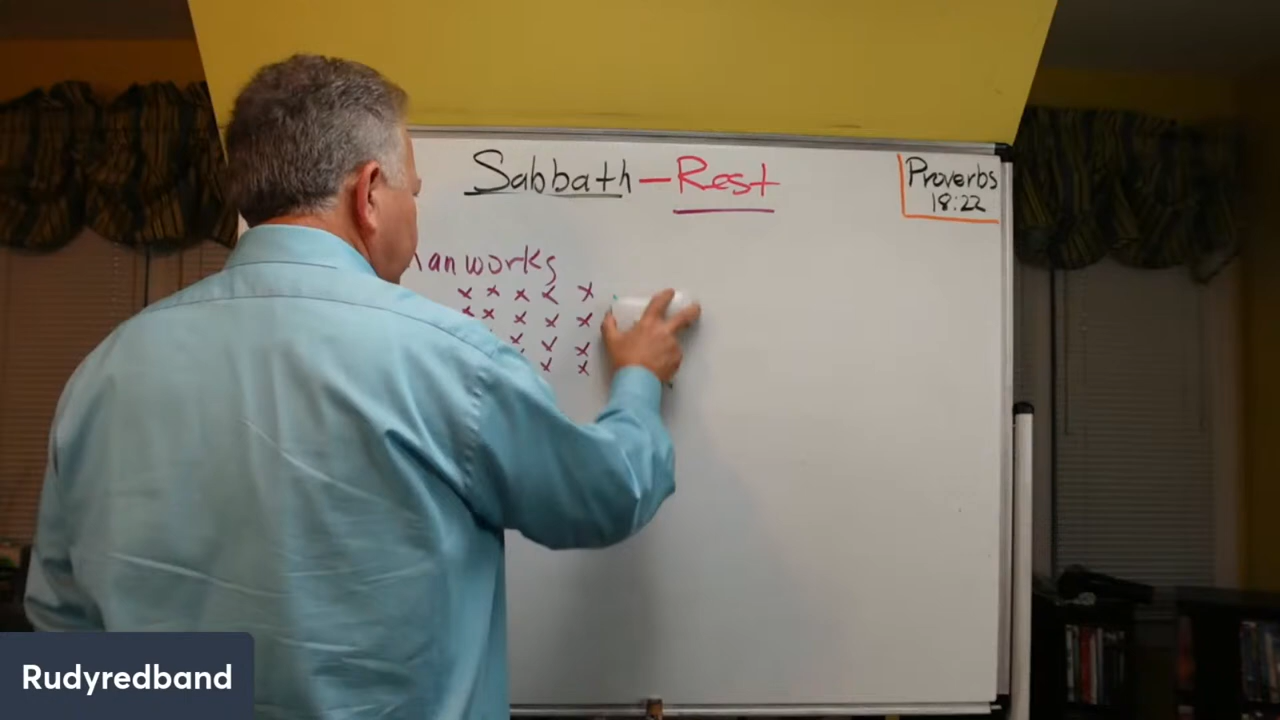 Sabbath - Rest
Proverbs
18:22
works
x x x x x
x x x x x
x x x
x x
Rudyredband